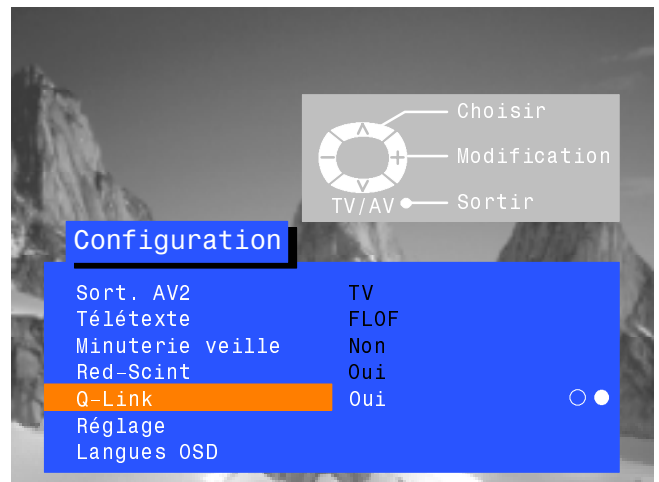 Choisir
Modification
TV/AV Sortir
Configuration
Sort. AV2 TV
Télétexte FLOF
Minuterie veille Non
Red-Scint Oui
Q-Link Oui
Réglage
Langues OSD